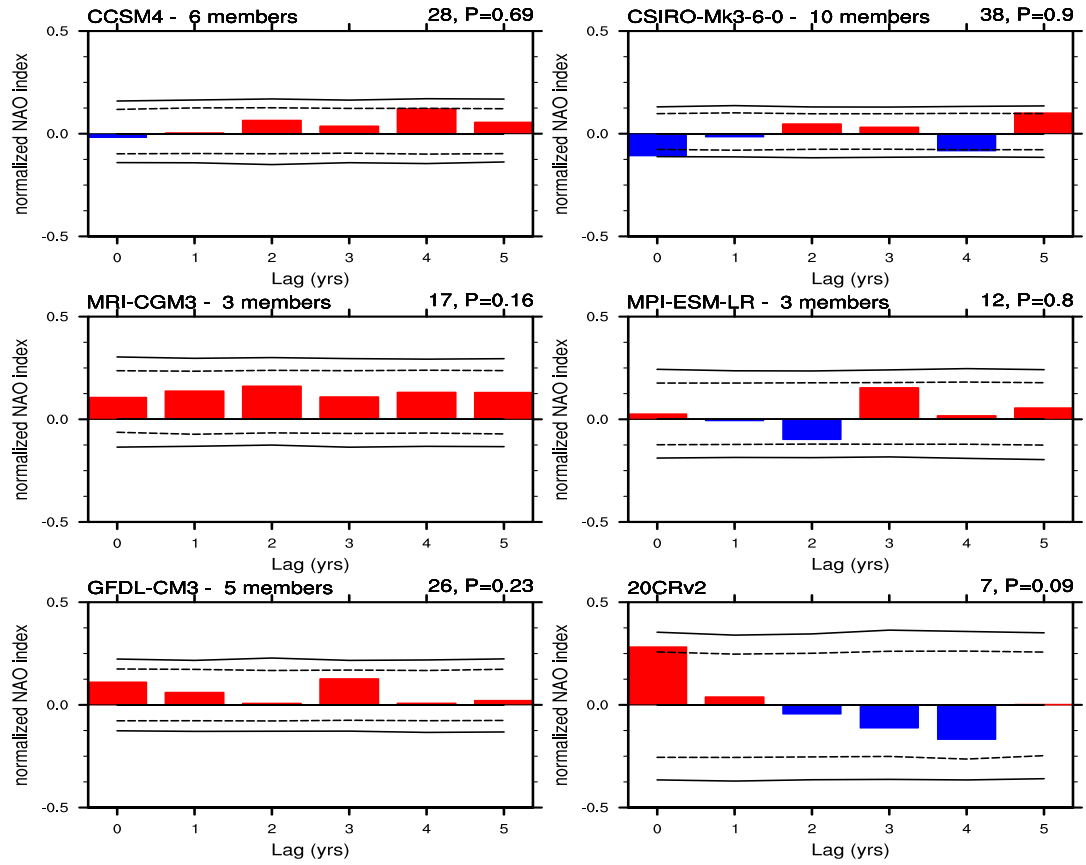 CCSM4 - 6 members 28, P=0.69
0.5
0.0
-0.5
normalized NAO index
0 1 2 3 4 5
Lag (yrs)
CSIRO-Mk3-6-0 - 10 members 38, P=0.9
0.5
0.0
-0.5
normalized NAO index
0 1 2 3 4 5
Lag (yrs)
MRI-CGM3 - 3 members 17, P=0.16
0.5
0.0
-0.5
normalized NAO index
0 1 2 3 4 5
Lag (yrs)
MPI-ESM-LR - 3 members 12, P=0.8
0.5
0.0
-0.5
normalized NAO index
0 1 2 3 4 5
Lag (yrs)
GFDL-CM3 - 5 members 26, P=0.23
0.5
0.0
-0.5
normalized NAO index
0 1 2 3 4 5
Lag (yrs)
20CRv2 7, P=0.09
0.5
0.0
-0.5
normalized NAO index
0 1 2 3 4 5
Lag (yrs)